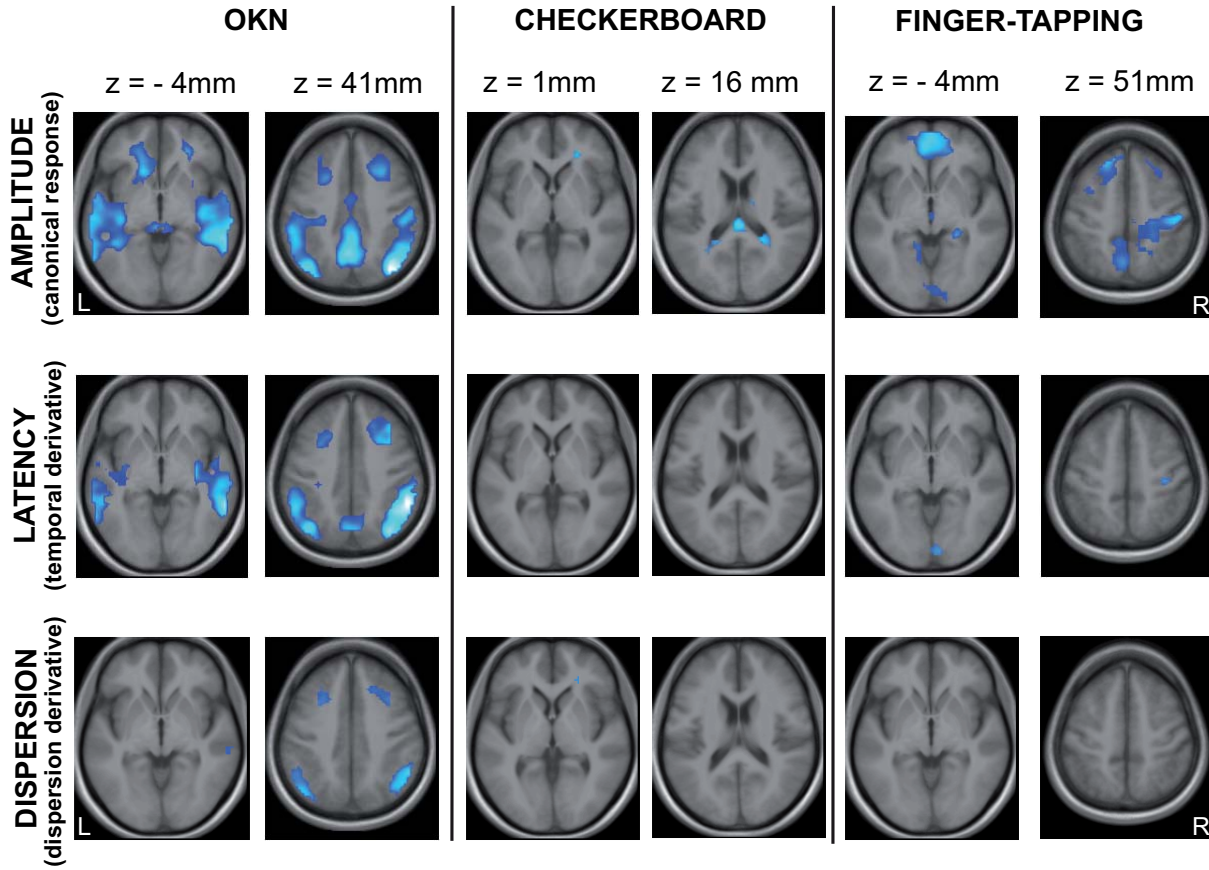 OKN
CHECKERBOARD
FINGER-TAPPING
z = - 4mm
z = 41mm
z = 1mm
z = 16 mm
z = - 4mm
z = 51mm
AMPLITUDE
(canonical response)
L
R
LATENCY
(temporal derivative)
DISPERSION
(dispersion derivative)
L
R